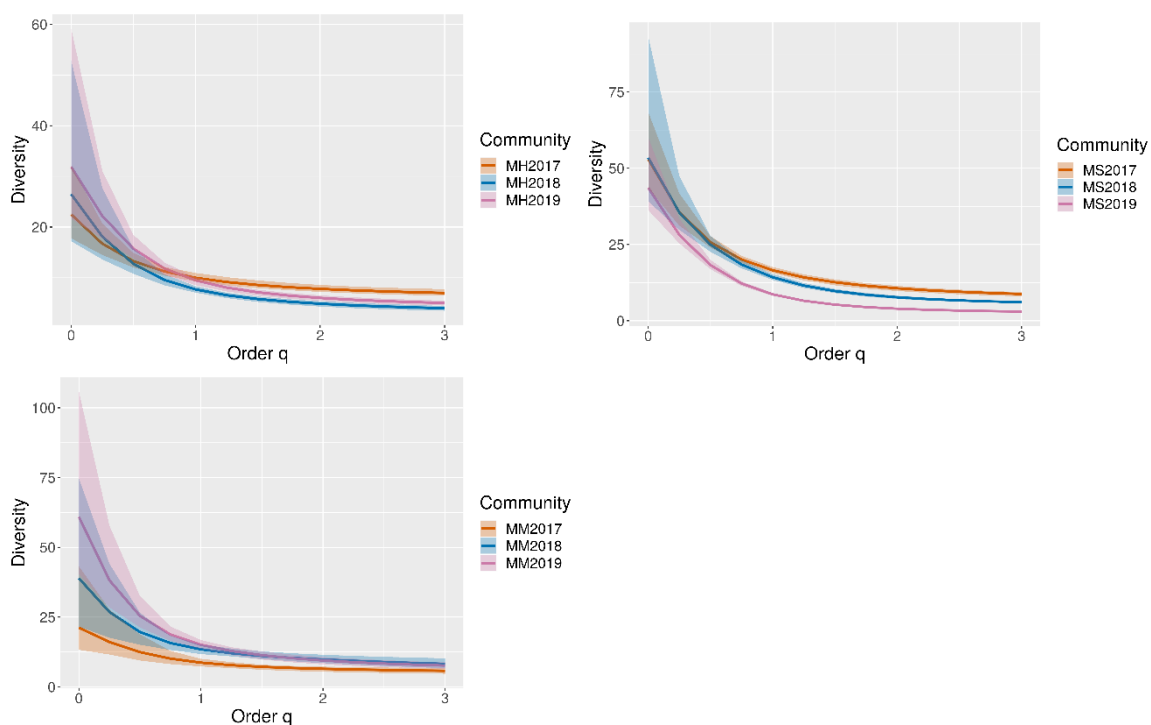 60
40
20
Diversity
0
1
2
3
Order q
Community
MH2017
MH2018
MH2019
75
50
25
0
Diversity
0
1
2
3
Order q
Community
MS2017
MS2018
MS2019
100
75
50
25
0
Diversity
0
1
2
3
Order q
Community
MM2017
MM2018
MM2019